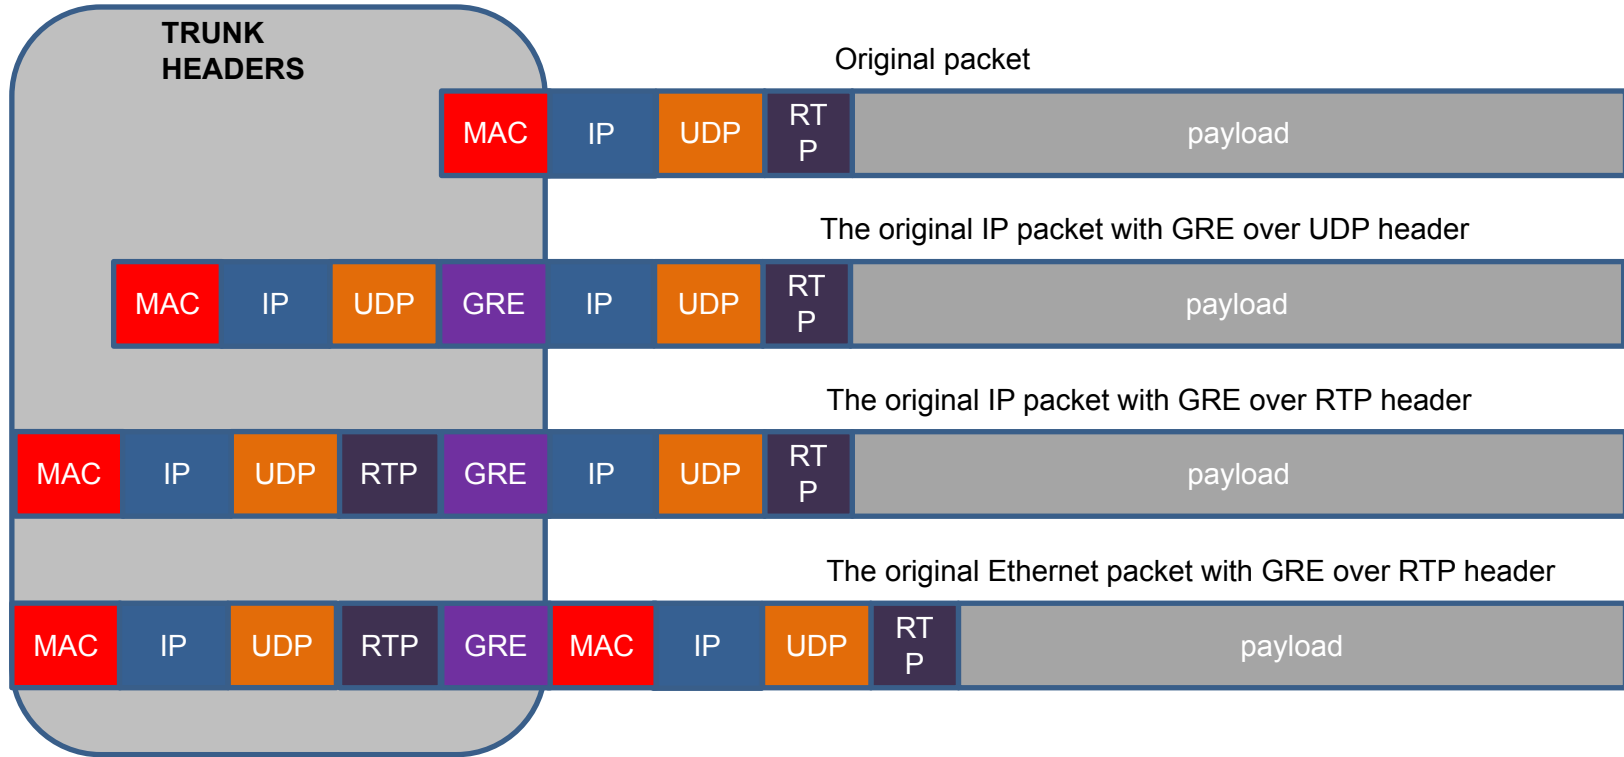 TRUNK
HEADERS
Original packet
MAC IP UDP RT
P payload
The original IP packet with GRE over UDP header
MAC IP UDP GRE IP UDP RT
P payload
The original IP packet with GRE over RTP header
MAC IP UDP RTP GRE IP UDP RT
P payload
The original Ethernet packet with GRE over RTP header
MAC IP UDP RTP GRE MAC IP UDP RT
P payload